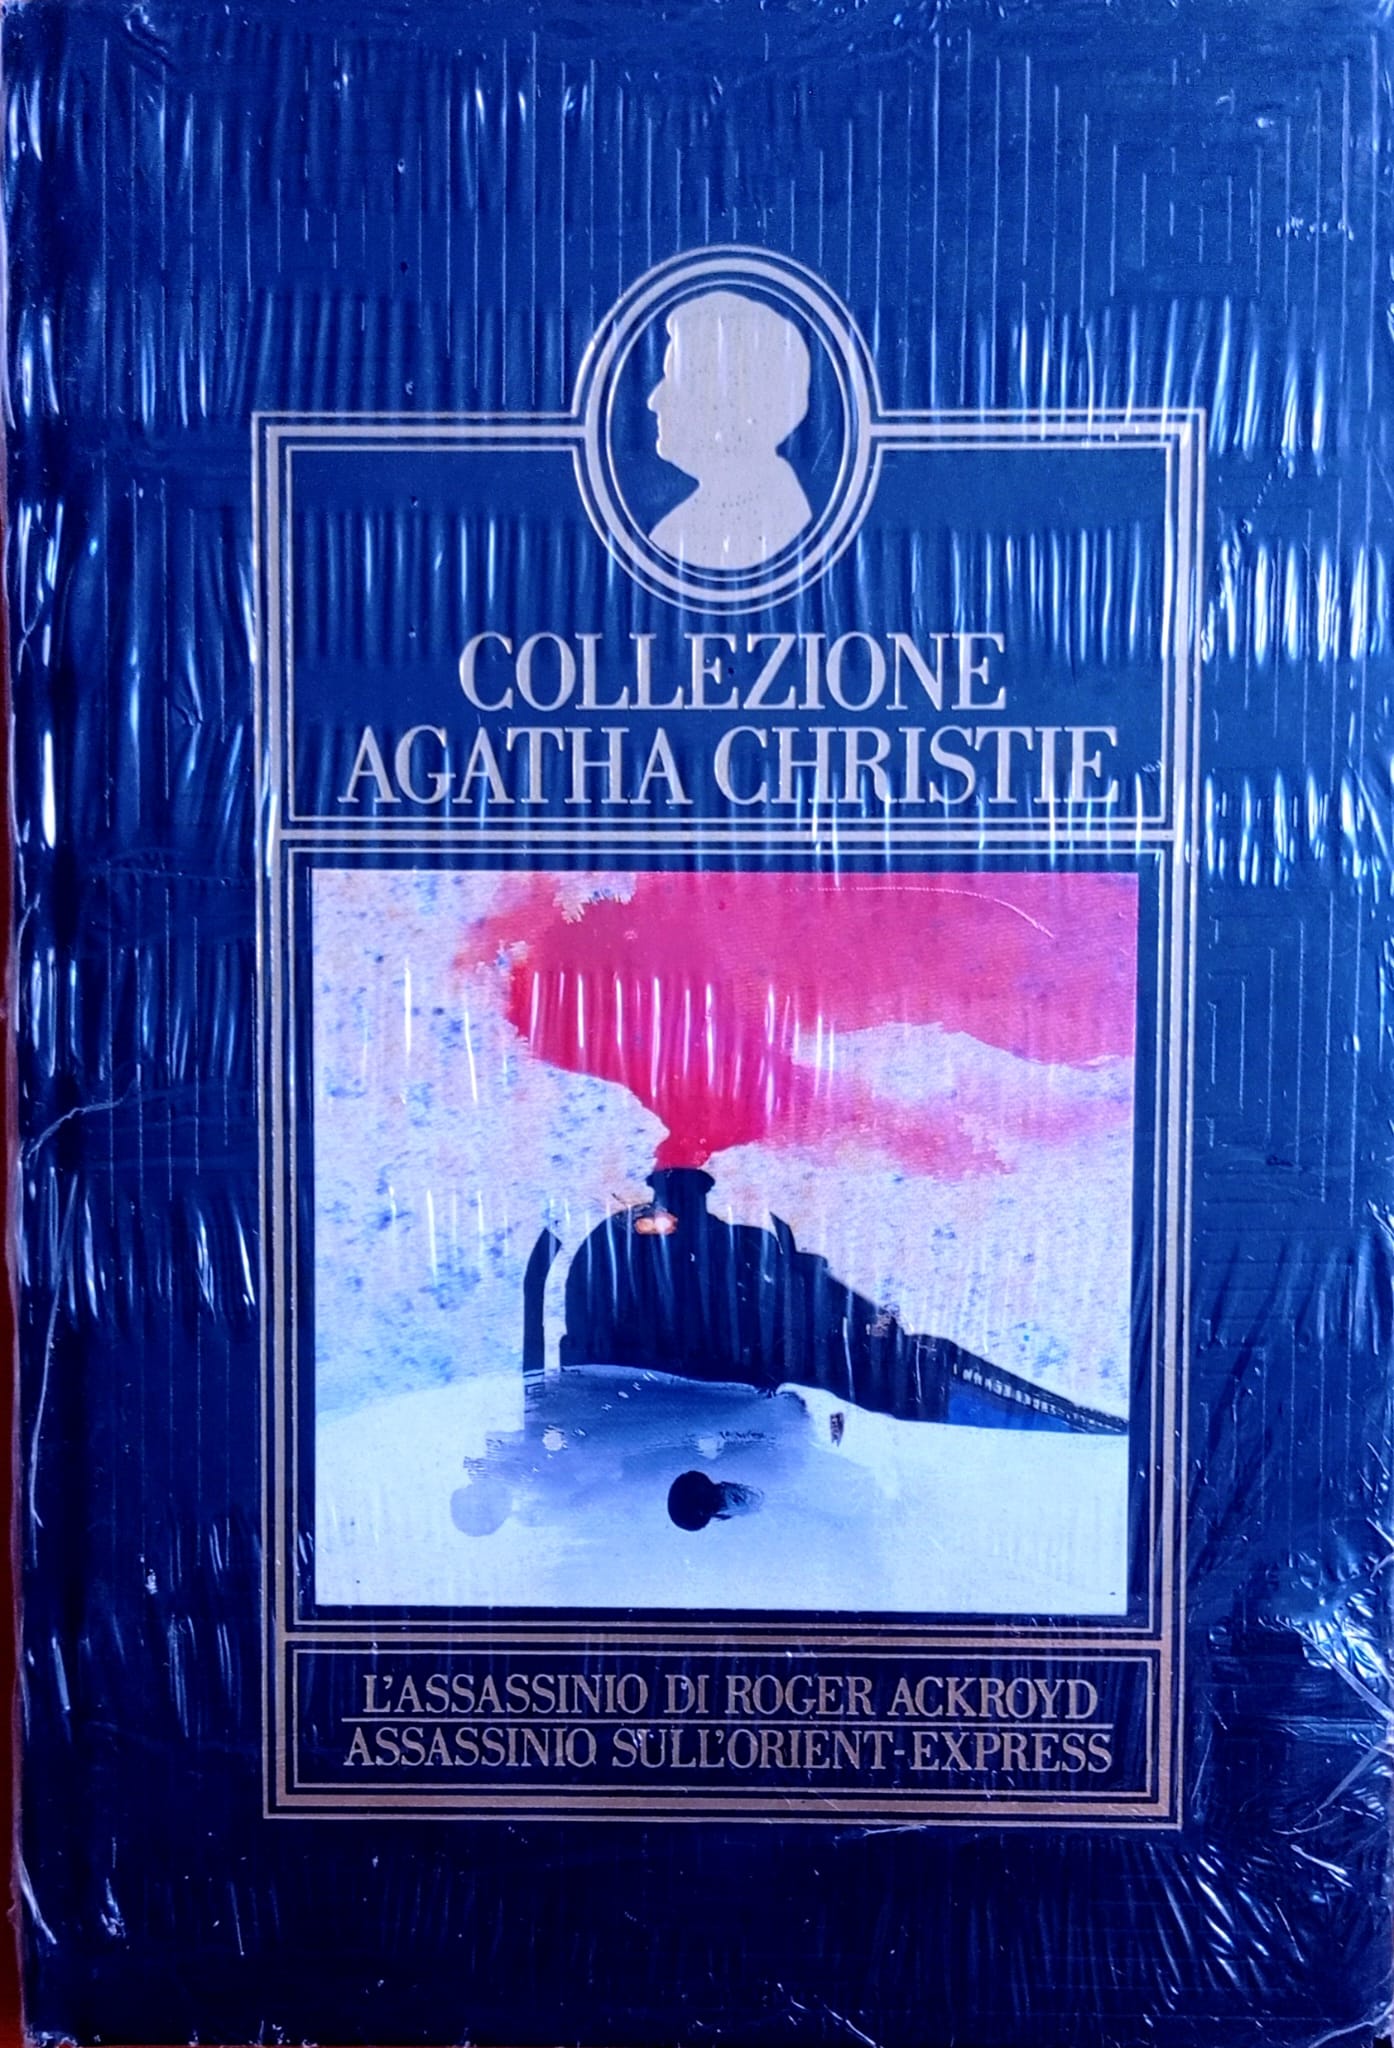 COLLEZIONE
AGATHA CHRISTIE
L'ASSASSINIO DI ROGER ACKROYD
ASSASSINIO SULL'ORIENT-EXPRESS